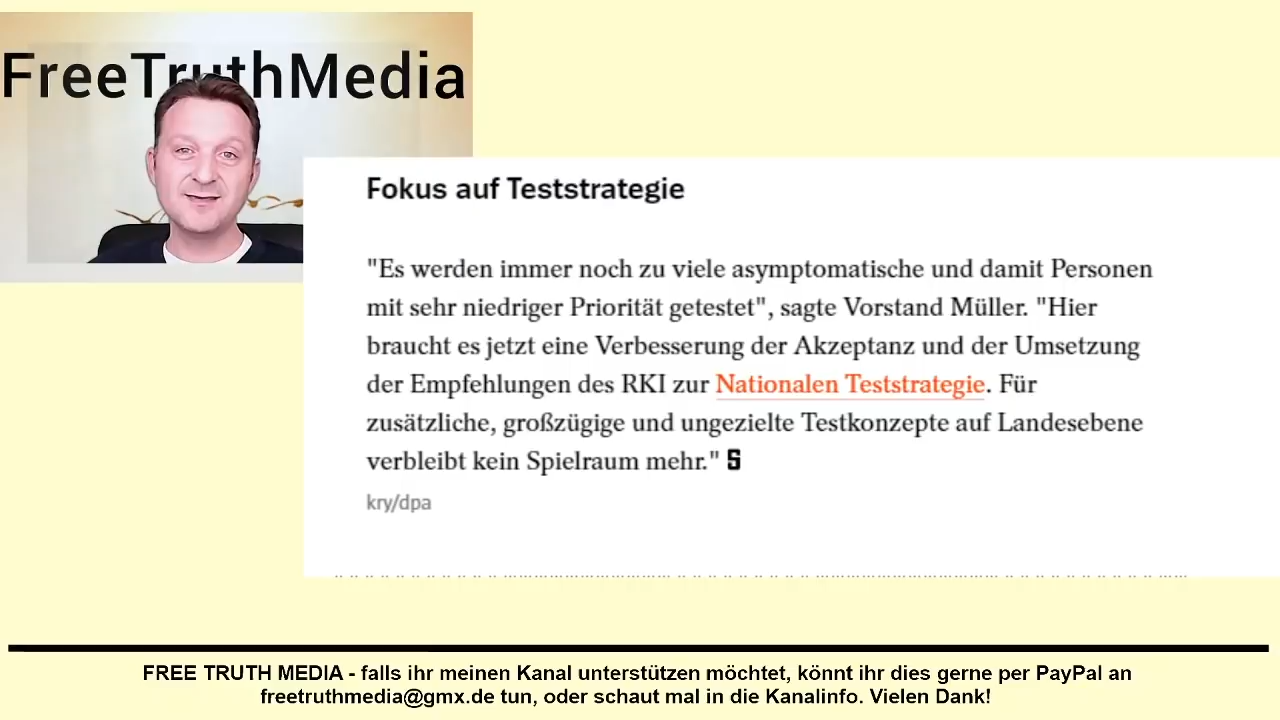 FreeTruthMedia
Fokus auf Teststrategie
"Es werden immer noch zu viele asymptomatische und damit Personen
mit sehr niedriger Priorität getestet", sagte Vorstand Müller. "Hier
braucht es jetzt eine Verbesserung der Akzeptanz und der Umsetzung
der Empfehlungen des RKI zur Nationalen Teststrategie. Für
zusätzliche, großzügige und ungezielte Testkonzepte auf Landesebene
verbleibt kein Spielraum mehr." S
kry/dpa
FREE TRUTH MEDIA - falls ihr meinen Kanal unterstützen möchtet, könnt ihr dies gerne per PayPal an
freetruthmedia@gmx.de tun, oder schaut mal in die Kanalinfo. Vielen Dank!